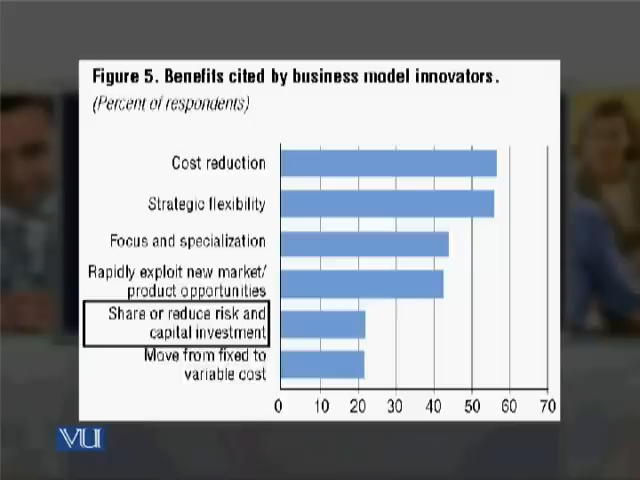 Figure 5. Benefits cited by business model innovators.
(Percent of respondents)
Cost reduction
Strategic flexibility
Focus and specialization
Rapidly exploit new market/
product opportunities
Share or reduce risk and
capital investment
Move from fixed to
variable cost
0 10 20 30 40 50 60 70
VU